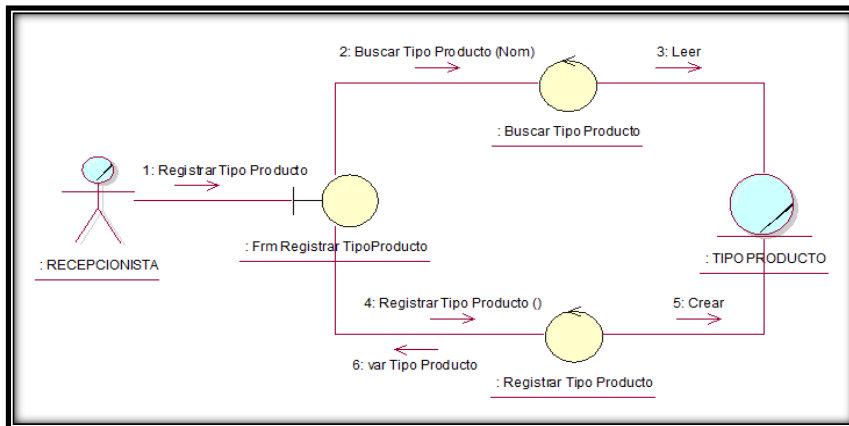 2: Buscar Tipo Producto (Nom)
3: Leer
: Buscar Tipo Producto
1: Registrar Tipo Producto
: RECEPCIONISTA
: Frm Registrar TipoProducto
: TIPO PRODUCTO
4: Registrar Tipo Producto ()
5: Crear
6: var Tipo Producto
: Registrar Tipo Producto